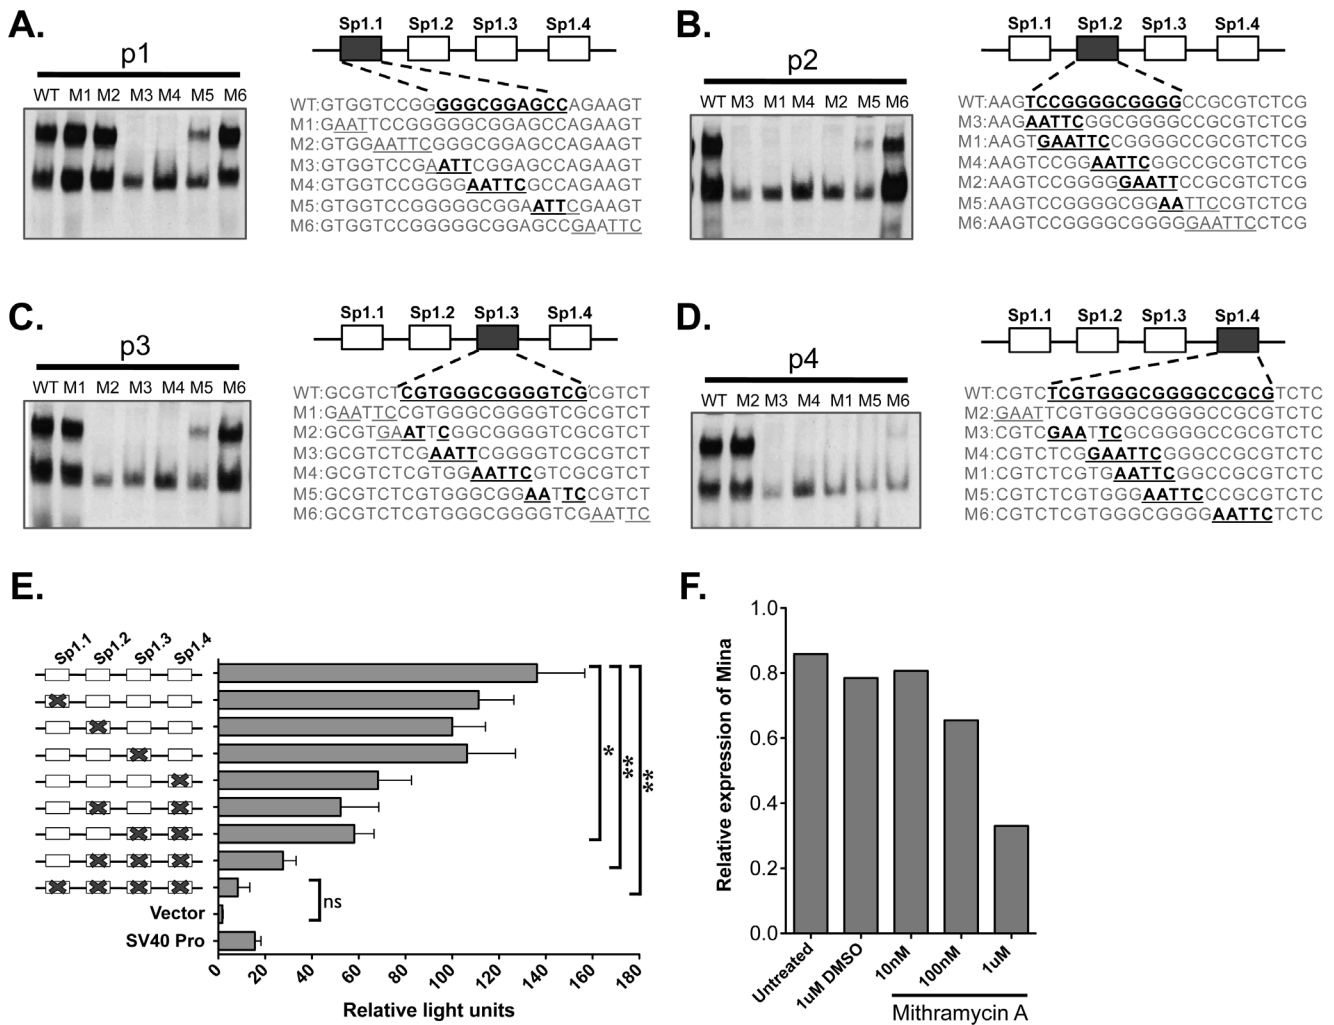 A.
p1
WT M1 M2 M3 M4 M5 M6
Sp1.1 Sp1.2 Sp1.3 Sp1.4
WT:GTGGTCCGGGGGCGGAGCCAGAAGT
M1:GAATTCCGGGGGCGGAGCCAGAAGT
M2:GTGGAATTCGGGCGGAGCCAGAAGT
M3:GTGGTCCGAATTCGGAGCCAGAAGT
M4:GTGGTCCGGGGAATTCGCCAGAAGT
M5:GTGGTCCGGGGGCGGAATTCGAAGT
M6:GTGGTCCGGGGGCGGAGCCGAATTC
B.
p2
WT M3 M1 M4 M2 M5 M6
Sp1.1 Sp1.2 Sp1.3 Sp1.4
WT:AAGTCCGGGGCGGGGCCGCGTCTCG
M3:AAGAATTCGGCGGGGCCGCGTCTCG
M1:AAGTGAATTCCGGGGCCGCGTCTCG
M4:AAGTCCGGAATTCGGCCGCGTCTCG
M2:AAGTCCGGGGGAATTCCGCGTCTCG
M5:AAGTCCGGGGCGGAATTCCGTCTCG
M6:AAGTCCGGGGCGGGGGAATTCCTCG
C.
p3
WT M1 M2 M3 M4 M5 M6
Sp1.1 Sp1.2 Sp1.3 Sp1.4
WT:GCGTCTCGTGGGCGGGGTCGCGTCT
M1:GAATTCCGTGGGCGGGGTCGCGTCT
M2:GCGTGAATTCGGCGGGGTCGCGTCT
M3:GCGTCTCGAATTCGGGGTCGCGTCT
M4:GCGTCTCGTGGAATTCGTCGCGTCT
M5:GCGTCTCGTGGGCGGAATTCCGTCT
M6:GCGTCTCGTGGGCGGGGTCGAATTC
D.
p4
WT M2 M3 M4 M1 M5 M6
Sp1.1 Sp1.2 Sp1.3 Sp1.4
WT:CGTCTCGTGGGCGGGGCCGCGTCTC
M2:GAATTCGTGGGCGGGGCCGCGTCTC
M3:CGTCGAATTCGCGGGGCCGCGTCTC
M4:CGTCTCGGAATTCGGGCCGCGTCTC
M1:CGTCTCGTGAATTCGGCCGCGTCTC
M5:CGTCTCGTGGGAATTCCCGCGTCTC
M6:CGTCTCGTGGGCGGGGAATTCTCTC
E.
Sp1.1 Sp1.2 Sp1.3 Sp1.4
*
**
**
ns
Vector
SV40 Pro
0 20 40 60 80 100 120 140 160 180
Relative light units
F.
Relative expression of Mina
1.0
0.8
0.6
0.4
0.2
0.0
Untreated 1uM DMSO 10nM 100nM 1uM
Mithramycin A